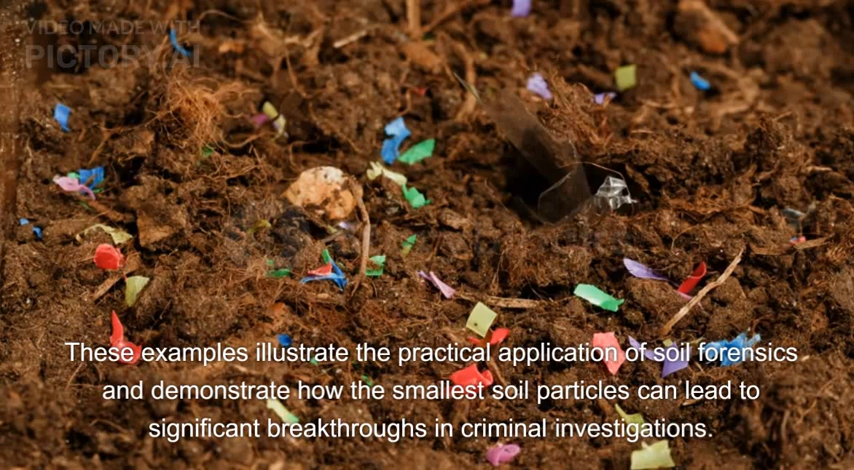 VIDEO MADE WITH
PICTORY.AI
These examples illustrate the practical application of soil forensics
and demonstrate how the smallest soil particles can lead to
significant breakthroughs in criminal investigations.